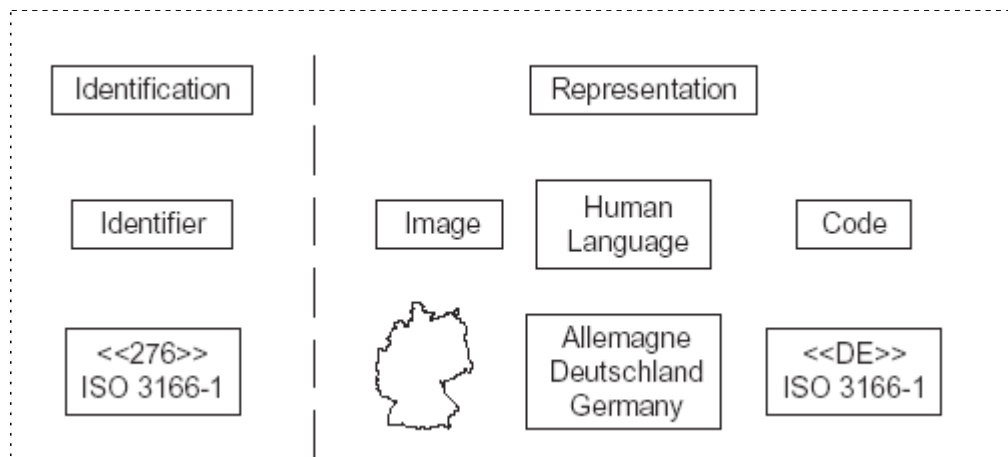 Identification
Representation
Identifier
Image
Human
Language
Code
<<276>>
ISO 3166-1
Allemagne
Deutschland
Germany
<<DE>>
ISO 3166-1